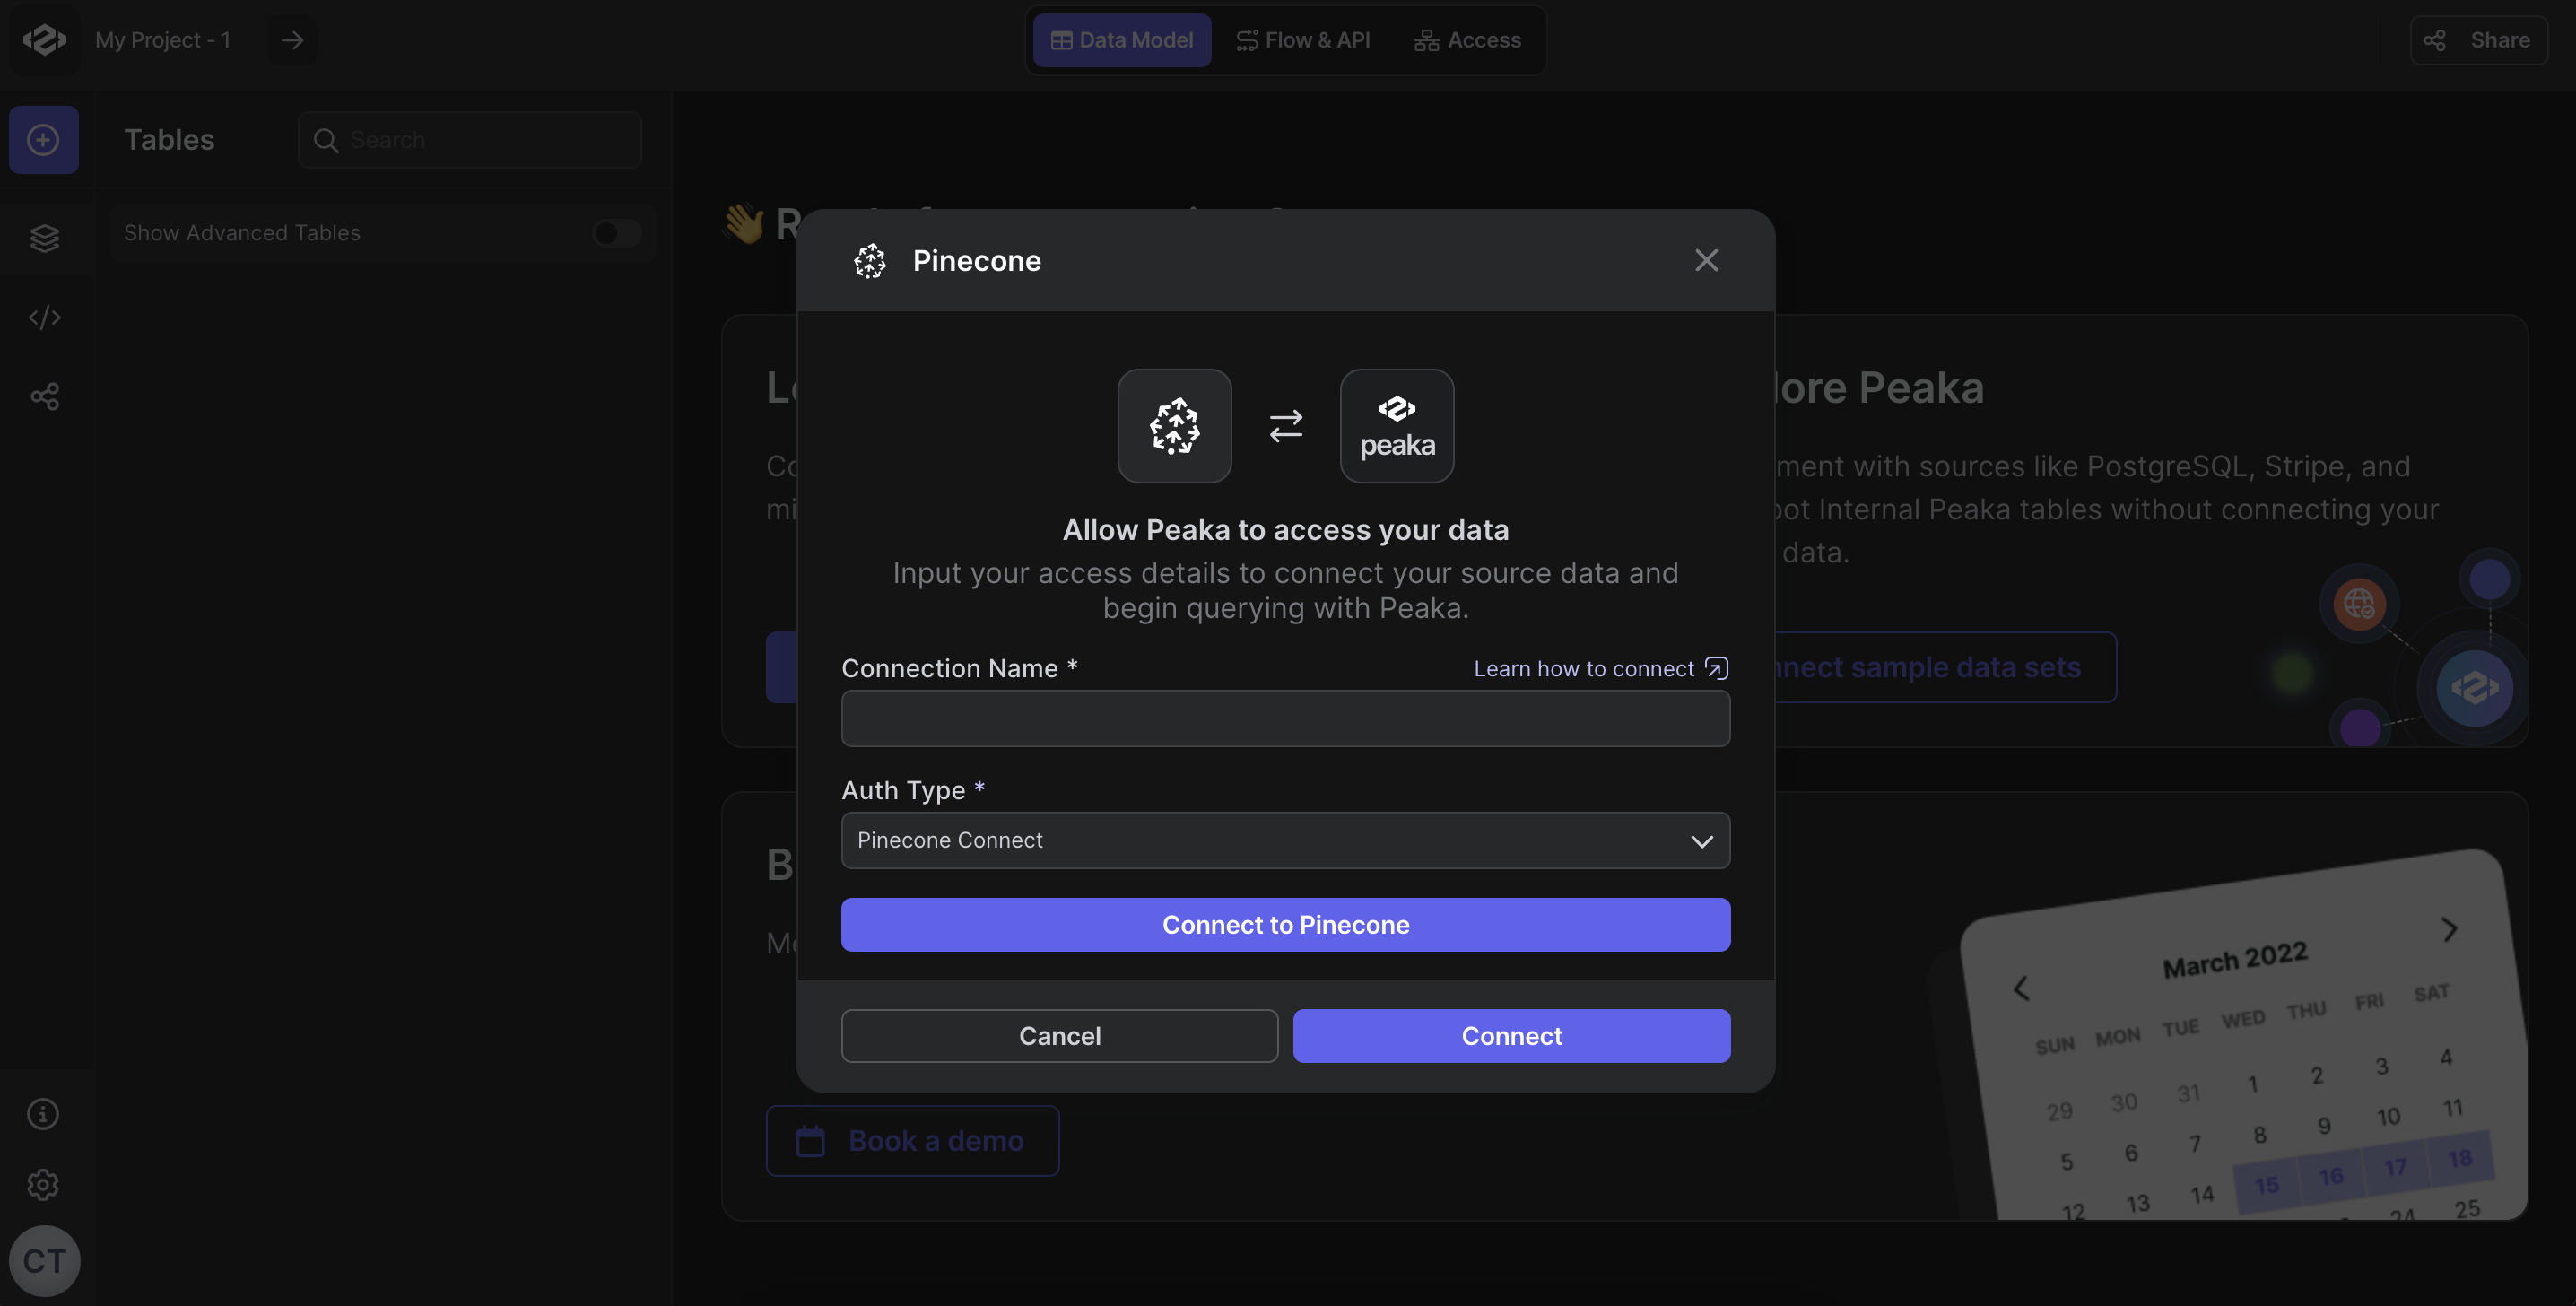 My Project - 1
Data Model
Flow & API
Access
Share
Tables
Search
Show Advanced Tables
Pinecone
peaka
Allow Peaka to access your data
Input your access details to connect your source data and
begin querying with Peaka.
Connection Name *
Learn how to connect
Auth Type *
Pinecone Connect
Connect to Pinecone
Cancel
Connect
ore Peaka
ment with sources like PostgreSQL, Stripe, and
Internal Peaka tables without connecting your
data.
nnect sample data sets
Book a demo
March 2022
SUN MON TUE WED THU FRI SAT
29 30 31 1 2 3 4
5 6 7 8 9 10 11
12 13 14 15 16 17 18
24 25
CT